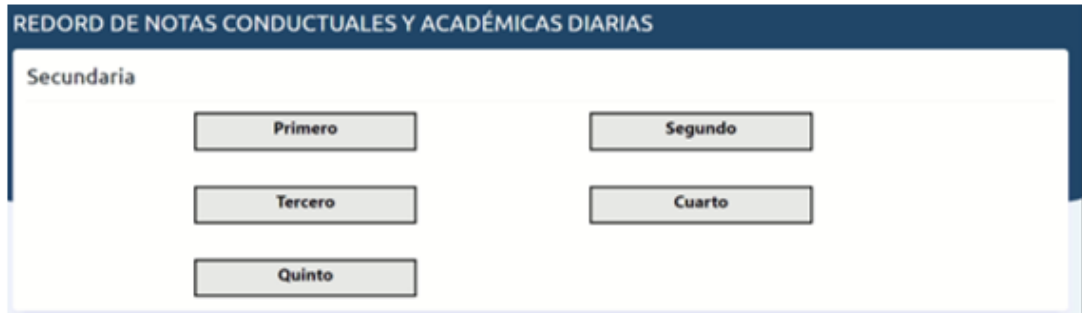 REDORD DE NOTAS CONDUCTUALES Y ACADÉMICAS DIARIAS
Secundaria
Primero
Segundo
Tercero
Cuarto
Quinto